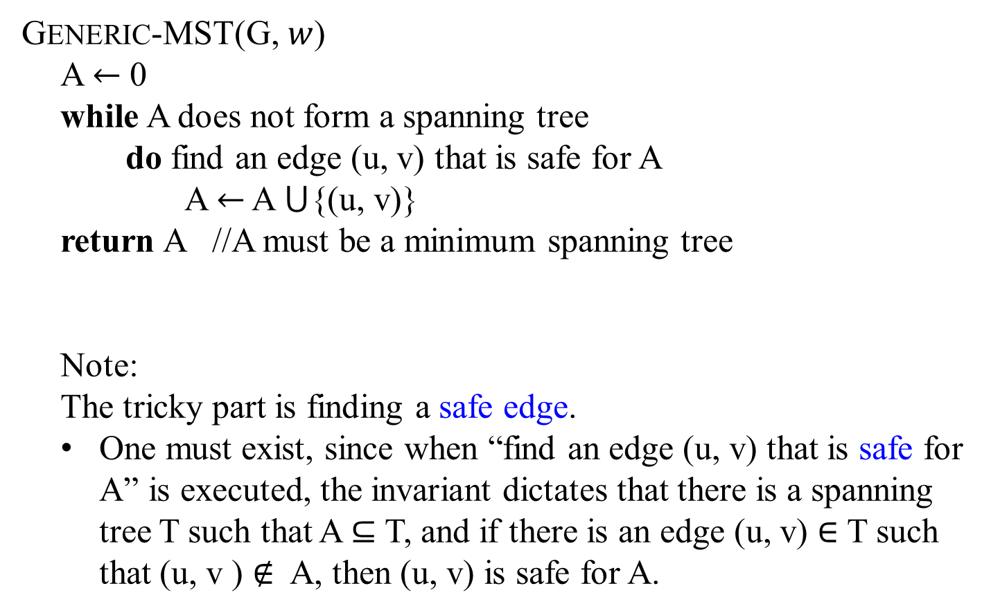 GENERIC-MST(G, w)
A ← 0
while A does not form a spanning tree
do find an edge (u, v) that is safe for A
A ← A ⋃ {(u, v)}
return A //A must be a minimum spanning tree
Note:
The tricky part is finding a safe edge.
• One must exist, since when “find an edge (u, v) that is safe for
A” is executed, the invariant dictates that there is a spanning
tree T such that A ⊆ T, and if there is an edge (u, v) ∈ T such
that (u, v ) ∉ A, then (u, v) is safe for A.